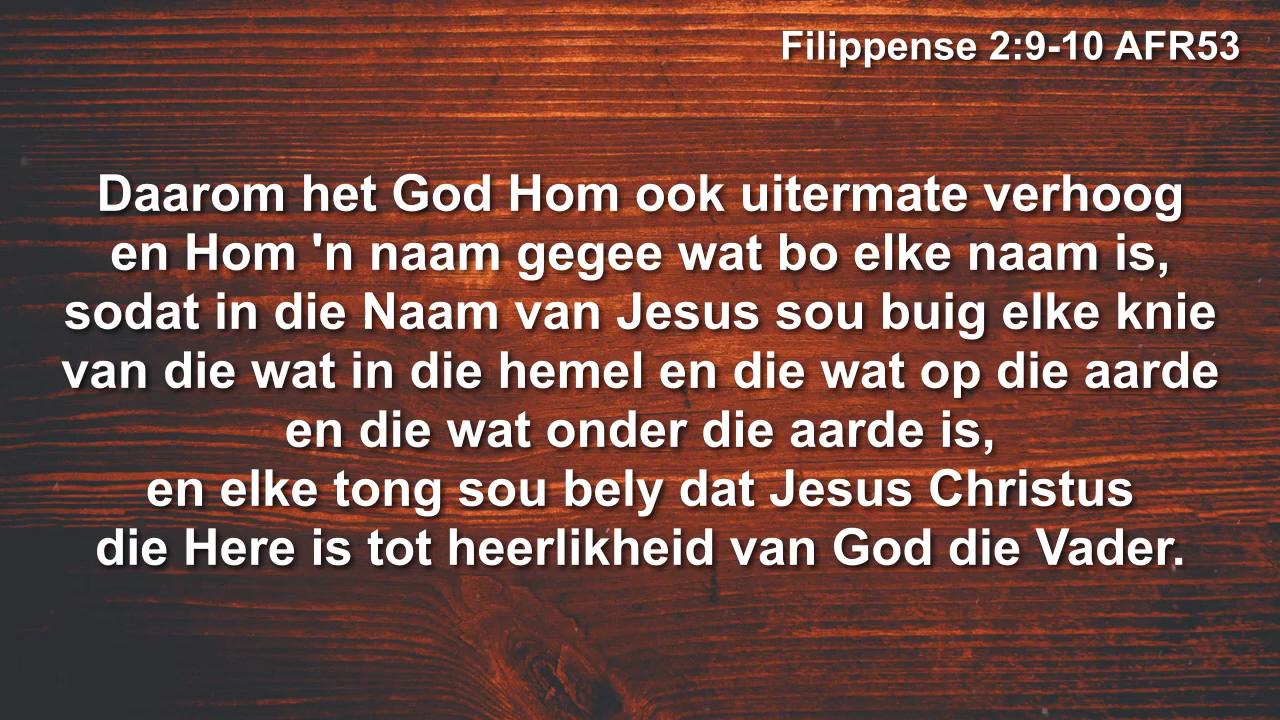 Filippense 2:9-10 AFR53
Daarom het God Hom ook uitermate verhoog
en Hom 'n naam gegee wat bo elke naam is,
sodat in die Naam van Jesus sou buig elke knie
van die wat in die hemel en die wat op die aarde
en die wat onder die aarde is,
en elke tong sou bely dat Jesus Christus
die Here is tot heerlikheid van God die Vader.